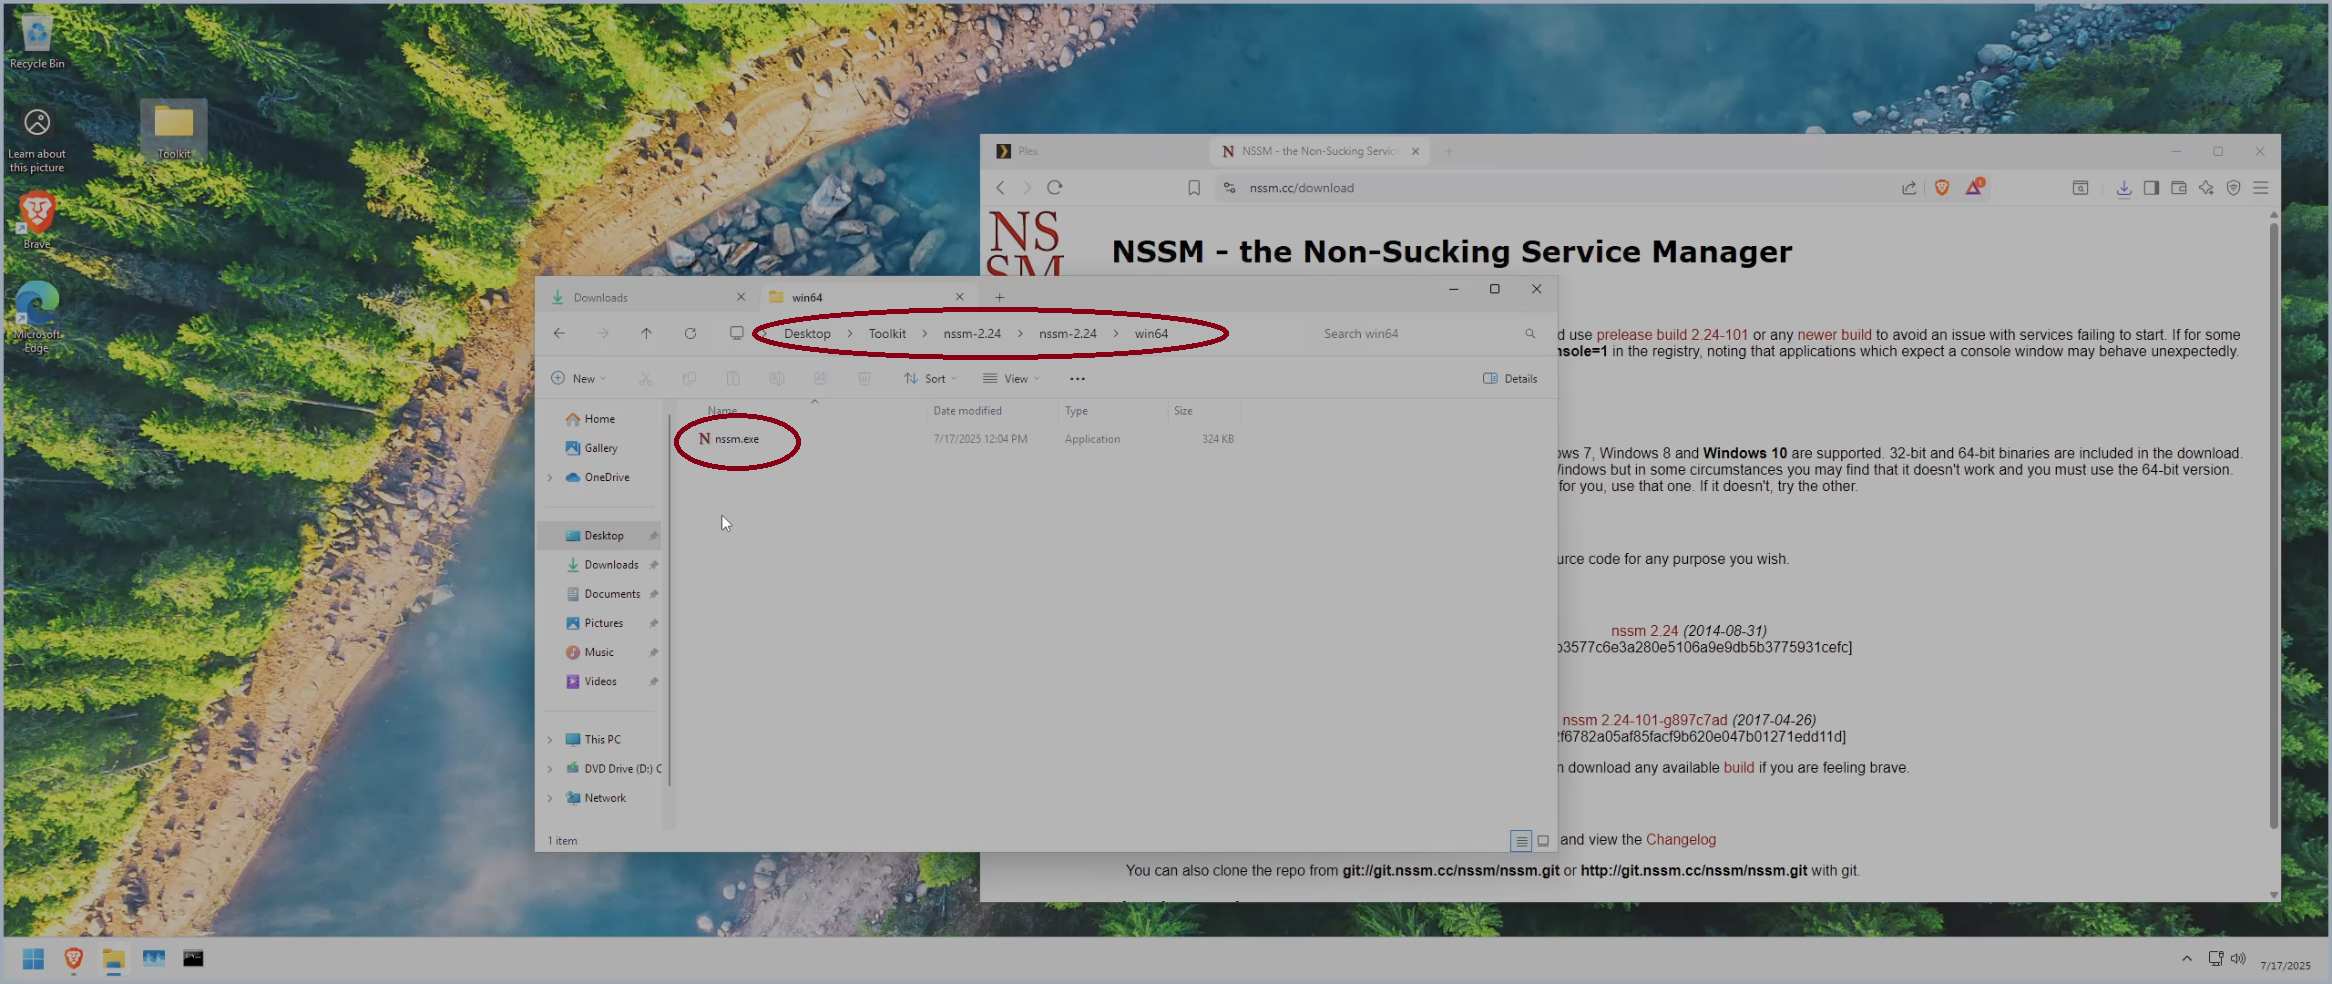 Recycle Bin
Learn about
this picture
Toolkit
Brave
Microsoft
Edge
Plex
NSSM - the Non-Sucking Servic
nssm.cc/download
NS
SM
NSSM - the Non-Sucking Service Manager
d use prelease build 2.24-101 or any newer build to avoid an issue with services failing to start. If for some
nsole=1 in the registry, noting that applications which expect a console window may behave unexpectedly.
ows 7, Windows 8 and Windows 10 are supported. 32-bit and 64-bit binaries are included in the download.
Windows but in some circumstances you may find that it doesn't work and you must use the 64-bit version.
for you, use that one. If it doesn't, try the other.
urce code for any purpose you wish.
nssm 2.24 (2014-08-31)
b3577c6e3a280e5106a9e9db5b3775931cefc]
nssm 2.24-101-g897c7ad (2017-04-26)
2f6782a05af85facf9b620e047b01271edd11d]
n download any available build if you are feeling brave.
and view the Changelog
You can also clone the repo from git://git.nssm.cc/nssm/nssm.git or http://git.nssm.cc/nssm/nssm.git with git.
Downloads
win64
Desktop > Toolkit > nssm-2.24 > nssm-2.24 > win64
Search win64
New
Sort
View
Details
Name
Date modified
Type
Size
nssm.exe
7/17/2025 12:04 PM
Application
324 KB
Home
Gallery
OneDrive
Desktop
Downloads
Documents
Pictures
Music
Videos
This PC
DVD Drive (D:) C
Network
1 item
7/17/2025